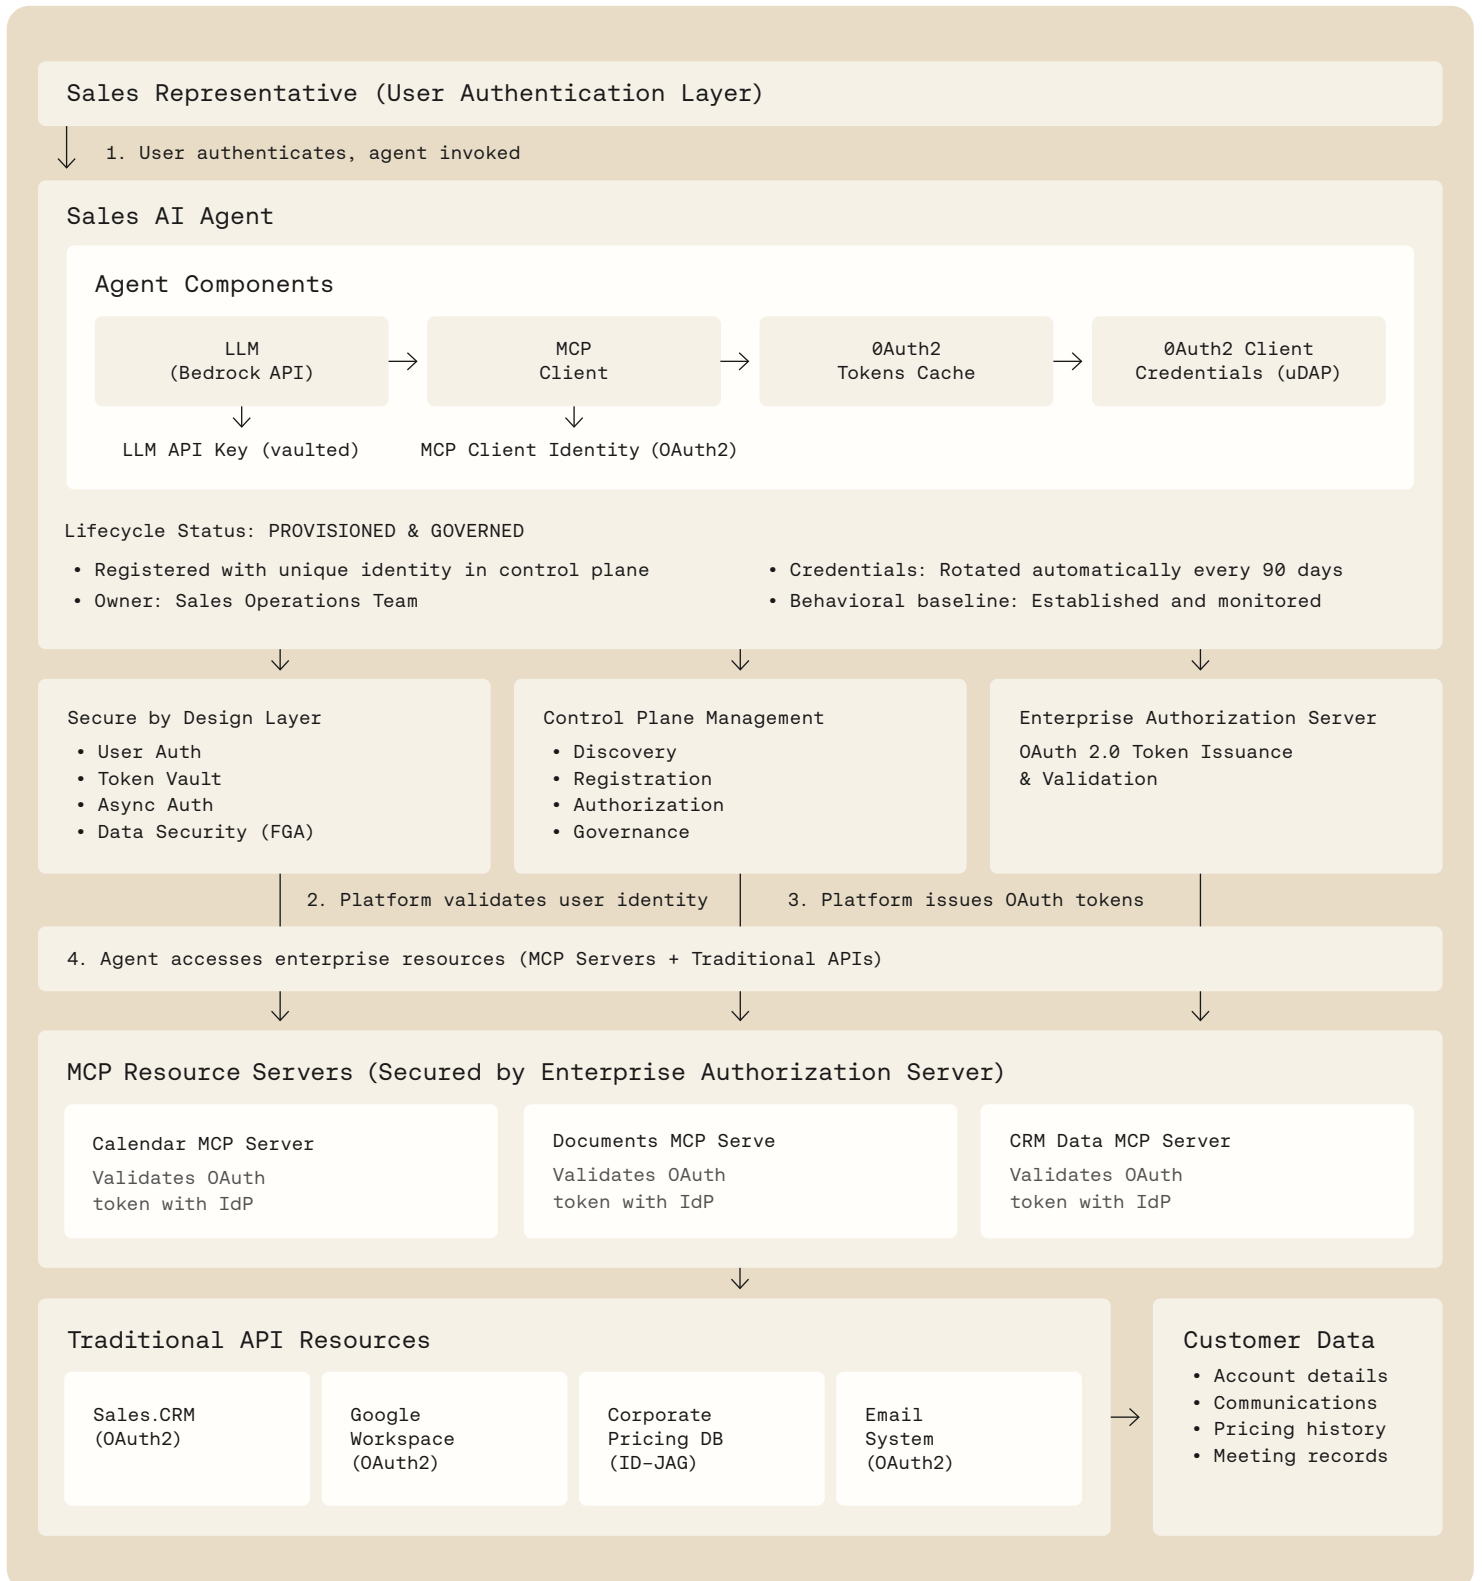 Sales Representative (User Authentication Layer)
1. User authenticates, agent invoked
Sales AI Agent
Agent Components
LLM
(Bedrock API)
MCP
Client
0Auth2
Tokens Cache
0Auth2 Client
Credentials (uDAP)
LLM API Key (vaulted)
MCP Client Identity (OAuth2)
Lifecycle Status: PROVISIONED & GOVERNED
• Registered with unique identity in control plane
• Owner: Sales Operations Team
• Credentials: Rotated automatically every 90 days
• Behavioral baseline: Established and monitored
Secure by Design Layer
• User Auth
• Token Vault
• Async Auth
• Data Security (FGA)
Control Plane Management
• Discovery
• Registration
• Authorization
• Governance
Enterprise Authorization Server
OAuth 2.0 Token Issuance
& Validation
2. Platform validates user identity
3. Platform issues OAuth tokens
4. Agent accesses enterprise resources (MCP Servers + Traditional APIs)
MCP Resource Servers (Secured by Enterprise Authorization Server)
Calendar MCP Server
Validates OAuth
token with IdP
Documents MCP Serve
Validates OAuth
token with IdP
CRM Data MCP Server
Validates OAuth
token with IdP
Traditional API Resources
Sales.CRM
(OAuth2)
Google
Workspace
(OAuth2)
Corporate
Pricing DB
(ID-JAG)
Email
System
(OAuth2)
Customer Data
• Account details
• Communications
• Pricing history
• Meeting records